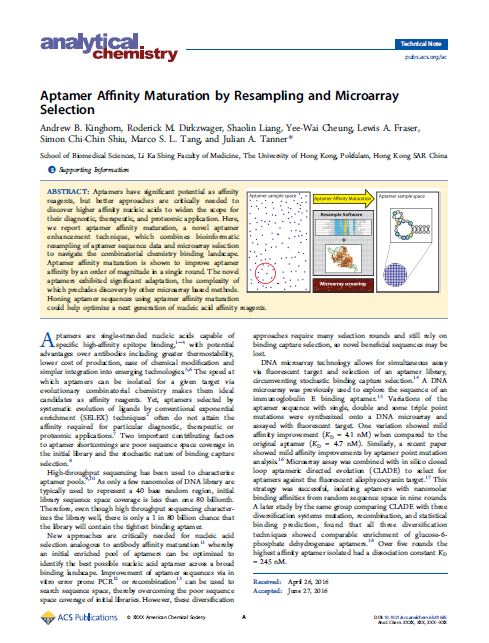 analytical
chemistry
Technical Note
pubs.acs.org/ac
Aptamer Affinity Maturation by Resampling and Microarray
Selection
Andrew B. Kinghorn, Roderick M. Dirkzwager, Shaolin Liang, Yee-Wai Cheung, Lewis A. Fraser,
Simon Chi-Chin Shiu, Marco S. L. Tang, and Julian A. Tanner*
School of Biomedical Sciences, Li Ka Shing Faculty of Medicine, The University of Hong Kong, Pokfulam, Hong Kong SAR China
S Supporting Information
ABSTRACT: Aptamers have significant potential as affinity
reagents, but better approaches are critically needed to
discover higher affinity nucleic acids to widen the scope for
their diagnostic, therapeutic, and proteomic application. Here,
we report aptamer affinity maturation, a novel aptamer
enhancement technique, which combines bioinformatic
resampling of aptamer sequence data and microarray selection
to navigate the combinatorial chemistry binding landscape.
Aptamer affinity maturation is shown to improve aptamer
affinity by an order of magnitude in a single round. The novel
aptamers exhibited significant adaptation, the complexity of
which precludes discovery by other microarray based methods.
Honing aptamer sequences using aptamer affinity maturation
could help optimize a next generation of nucleic acid affinity reagents.
Aptamer sample space
Aptamer Affinity Maturation
Resample Software
Microarray screening
Aptamer sample space
Aptamers are single-stranded nucleic acids capable of
specific high-affinity epitope binding,1−4 with potential
advantages over antibodies including greater thermostability,
lower cost of production, ease of chemical modification and
simpler integration into emerging technologies.5,6 The speed at
which aptamers can be isolated for a given target via
evolutionary combinatorial chemistry makes them ideal
candidates as affinity reagents. Yet, aptamers selected by
systematic evolution of ligands by conventional exponential
enrichment (SELEX) techniques often do not attain the
affinity required for particular diagnostic, therapeutic or
proteomic applications.7 Two important contributing factors
to aptamer shortcomings are poor sequence space coverage in
the initial library and the stochastic nature of binding capture
selection.8
High-throughput sequencing has been used to characterize
aptamer pools.9,10 As only a few nanomoles of DNA library are
typically used to represent a 40 base random region, initial
library sequence space coverage is less than one 80 billionth.
Therefore, even though high throughput sequencing character-
izes the library well, there is only a 1 in 80 billion chance that
the library will contain the tightest binding aptamer.
New approaches are critically needed for nucleic acid
selection analogous to antibody affinity maturation11 whereby
an initial enriched pool of aptamers can be optimized to
identify the best possible nucleic acid aptamer across a broad
binding landscape. Improvement of aptamer sequences via in
vitro error prone PCR12 or recombination13 can be used to
search sequence space, thereby overcoming the poor sequence
space coverage of initial libraries. However, these diversification
approaches require many selection rounds and still rely on
binding capture selection, so novel beneficial sequences may be
lost.
DNA microarray technology allows for simultaneous assay
via fluorescent target and selection of an aptamer library,
circumventing stochastic binding capture selection.14 A DNA
microarray was previously used to explore the sequence of an
immunoglobulin E binding aptamer.15 Variations of the
aptamer sequence with single, double and some triple point
mutations were synthesized onto a DNA microarray and
assayed with fluorescent target. One variation showed mild
affinity improvement (KD = 4.1 nM) when compared to the
original aptamer (KD = 4.7 nM). Similarly, a recent paper
showed mild affinity improvements by aptamer point mutation
analysis.16 Microarray assay was combined with in silico closed
loop aptameric directed evolution (CLADE) to select for
aptamers against the fluorescent allophycocyanin target.17 This
strategy was successful, isolating aptamers with nanomolar
binding affinities from random sequence space in nine rounds.
A later study by the same group comparing CLADE with three
diversification systems mutation, recombination, and statistical
binding prediction, found that all three diversification
techniques showed comparable enrichment of glucose-6-
phosphate dehydrogenase aptamers.18 Over five rounds the
highest affinity aptamer isolated had a dissociation constant KD
= 245 nM.
Received: April 26, 2016
Accepted: June 27, 2016
ACS Publications
© XXXX American Chemical Society
A